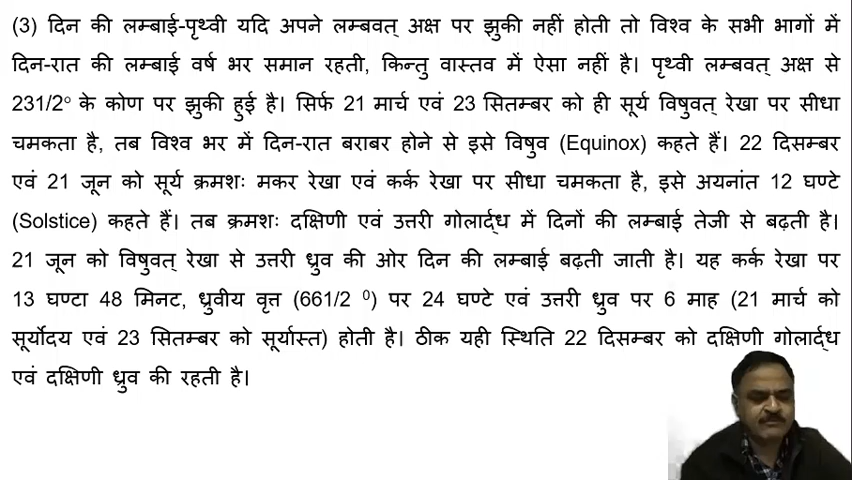 (3) दिन की लम्बाई-पृथ्वी यदि अपने लम्बवत् अक्ष पर झुकी नहीं होती तो विश्व के सभी भागों में
दिन-रात की लम्बाई वर्ष भर समान रहती, किन्तु वास्तव में ऐसा नहीं है। पृथ्वी लम्बवत् अक्ष से
231/2° के कोण पर झुकी हुई है। सिर्फ 21 मार्च एवं 23 सितम्बर को ही सूर्य विषुवत् रेखा पर सीधा
चमकता है, तब विश्व भर में दिन-रात बराबर होने से इसे विषुव (Equinox) कहते हैं। 22 दिसम्बर
एवं 21 जून को सूर्य क्रमशः मकर रेखा एवं कर्क रेखा पर सीधा चमकता है, इसे अयनांत 12 घण्टे
(Solstice) कहते हैं। तब क्रमशः दक्षिणी एवं उत्तरी गोलार्द्ध में दिनों की लम्बाई तेजी से बढ़ती है।
21 जून को विषुवत् रेखा से उत्तरी ध्रुव की ओर दिन की लम्बाई बढ़ती जाती है। यह कर्क रेखा पर
13 घण्टा 48 मिनट, ध्रुवीय वृत्त (661/2 ⁰) पर 24 घण्टे एवं उत्तरी ध्रुव पर 6 माह (21 मार्च को
सूर्योदय एवं 23 सितम्बर को सूर्यास्त) होती है। ठीक यही स्थिति 22 दिसम्बर को दक्षिणी गोलार्द्ध
एवं दक्षिणी ध्रुव की रहती है।